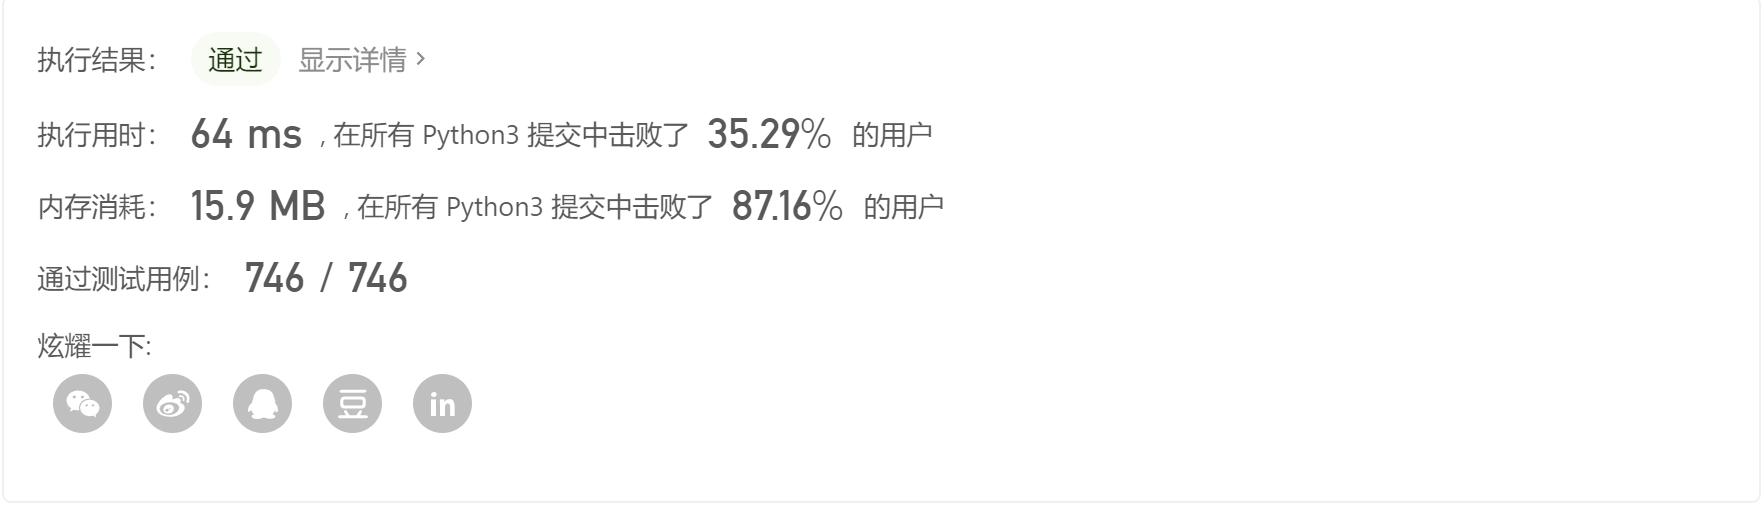 执行结果： 通过 显示详情 ›
执行用时： 64 ms , 在所有 Python3 提交中击败了 35.29% 的用户
内存消耗： 15.9 MB , 在所有 Python3 提交中击败了 87.16% 的用户
通过测试用例： 746 / 746
炫耀一下:
豆 in